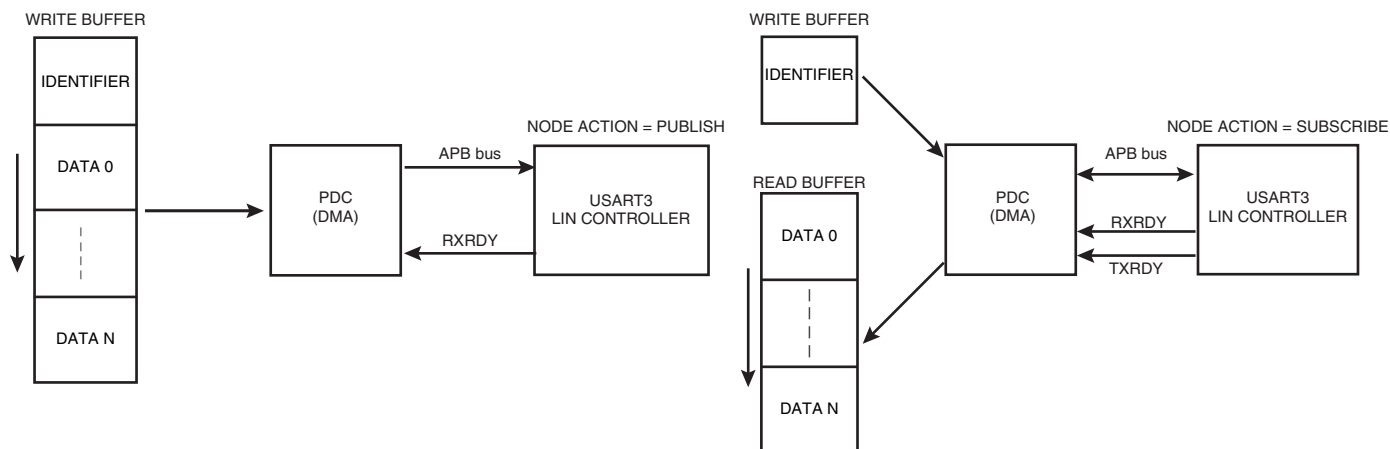 WRITE BUFFER
IDENTIFIER
DATA 0
DATA N
PDC
(DMA)
APB bus
RXRDY
NODE ACTION = PUBLISH
USART3
LIN CONTROLLER
WRITE BUFFER
IDENTIFIER
READ BUFFER
DATA 0
DATA N
PDC
(DMA)
APB bus
RXRDY
TXRDY
NODE ACTION = SUBSCRIBE
USART3
LIN CONTROLLER